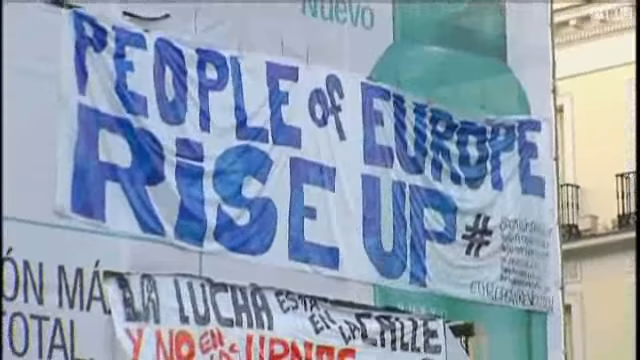 Nuevo
PEOPLE of EUROPE
RiSE UP
#
ÓN MÁ
TOTAL.
LA LUCHA ESTÁ EN LA CALLE
Y NO EN LAS URNAS